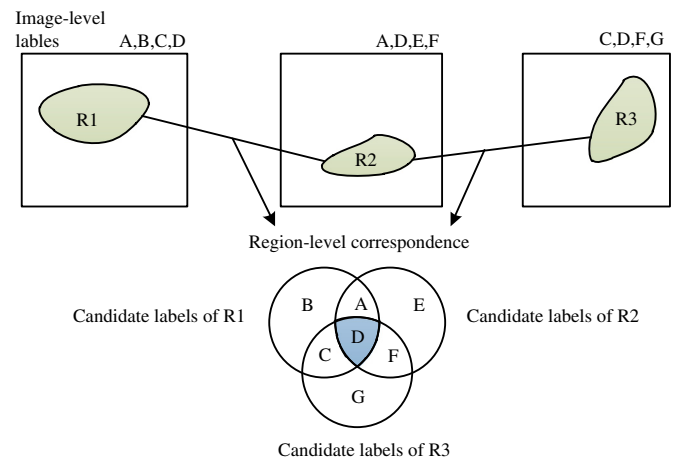 Image-level
lables
A,B,C,D
A,D,E,F
C,D,F,G
R1
R2
R3
Region-level correspondence
B
A
E
Candidate labels of R1
D
Candidate labels of R2
C
F
G
Candidate labels of R3